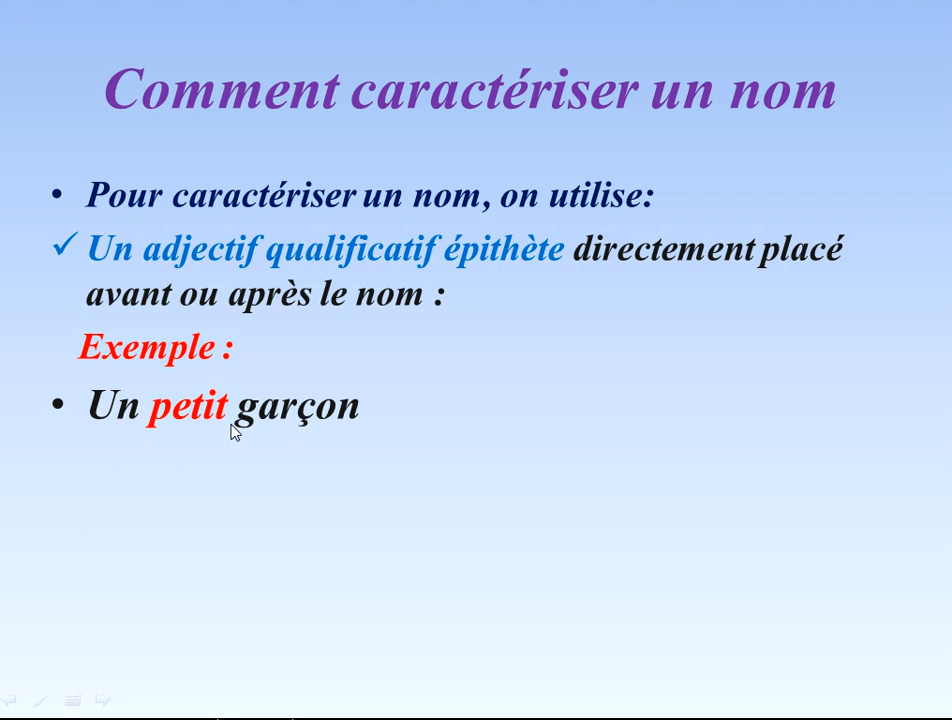 Comment caractériser un nom
• Pour caractériser un nom, on utilise:
✓ Un adjectif qualificatif épithète directement placé
avant ou après le nom :
Exemple :
• Un petit garçon